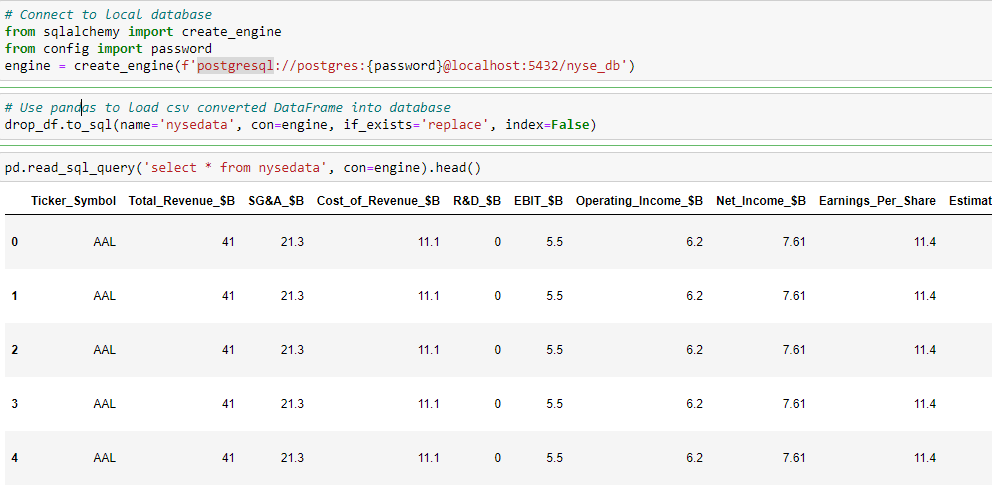 # Connect to local database
from sqlalchemy import create_engine
from config import password
engine = create_engine(f'postgresql://postgres:{password}@localhost:5432/nyse_db')
# Use pandas to load csv converted DataFrame into database
drop_df.to_sql(name='nysedata', con=engine, if_exists='replace', index=False)
pd.read_sql_query('select * from nysedata', con=engine).head()
Ticker_Symbol Total_Revenue_$B SG&A_$B Cost_of_Revenue_$B R&D_$B EBIT_$B Operating_Income_$B Net_Income_$B Earnings_Per_Share Estimat
0 AAL 41 21.3 11.1 0 5.5 6.2 7.61 11.4
1 AAL 41 21.3 11.1 0 5.5 6.2 7.61 11.4
2 AAL 41 21.3 11.1 0 5.5 6.2 7.61 11.4
3 AAL 41 21.3 11.1 0 5.5 6.2 7.61 11.4
4 AAL 41 21.3 11.1 0 5.5 6.2 7.61 11.4